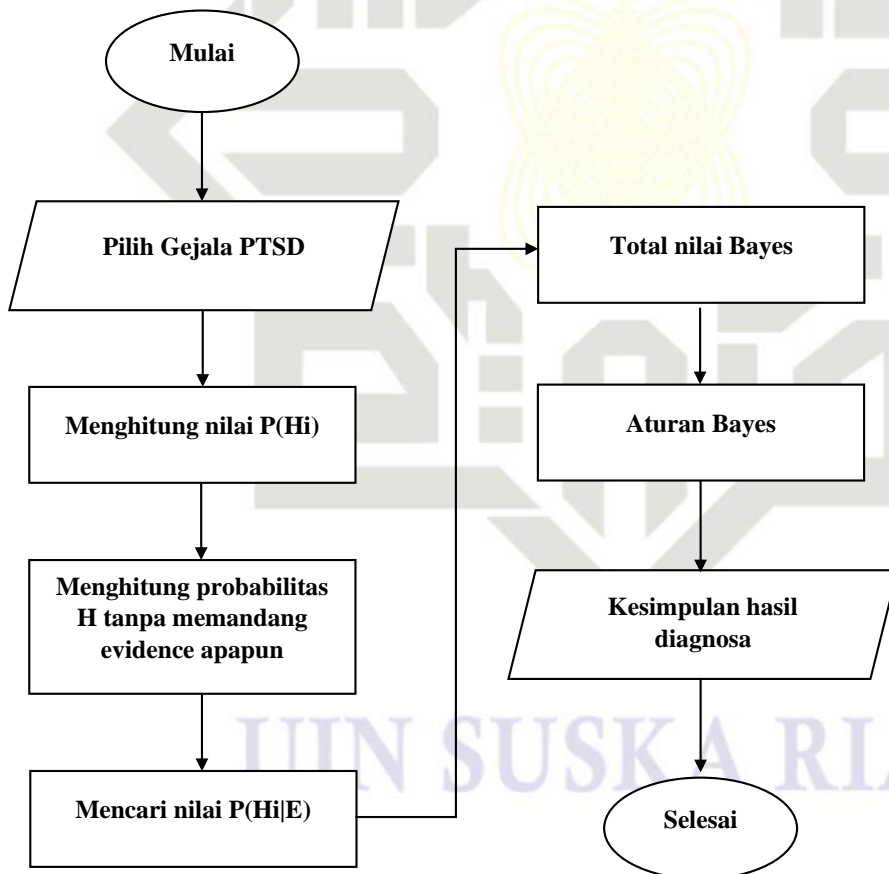 Mulai
Pilih Gejala PTSD
Menghitung nilai P(Hi)
Menghitung probabilitas
H tanpa memandang
evidence apapun
Mencari nilai P(Hi|E)
Total nilai Bayes
Aturan Bayes
Kesimpulan hasil
diagnosa
Selesai
UIN SUSKA RIA